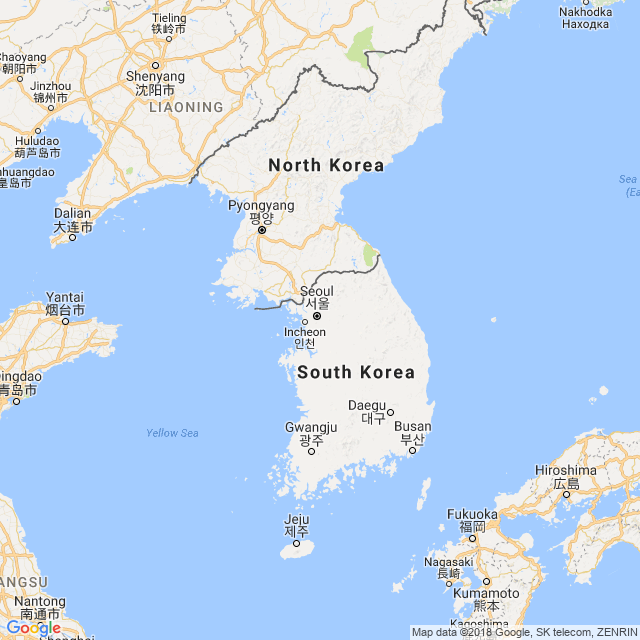 Tieling
铁岭市
Nakhodka
Находка
Chaoyang
朝阳市
Shenyang
沈阳市
Jinzhou
锦州市
LIAONING
Huludao
葫芦岛市
nhuangdao
皇岛市
North Korea
Sea
(Ea
Dalian
大连市
Pyongyang
평양
Yantai
烟台市
Seoul
서울
Incheon
인천
South Korea
Qingdao
青岛市
Daegu
대구
Gwangju
광주
Busan
부산
Yellow Sea
Hiroshima
広島
Jeju
제주
Fukuoka
福岡
Nagasaki
長崎
Kumamoto
熊本
ANGSU
Nantong
南通市
Kagoshima
Shanghai
Google
Map data ©2018 Google, SK telecom, ZENRIN